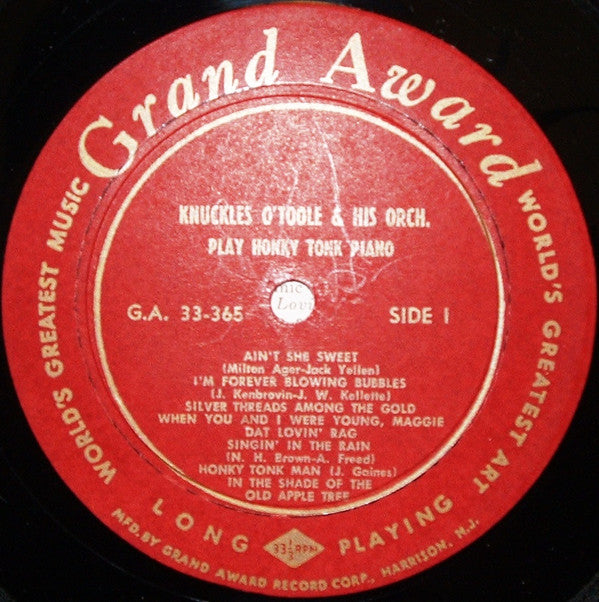 Grand Award
WORLD'S GREATEST MUSIC
WORLD'S GREATEST ART
KNUCKLES O'TOOLE & HIS ORCH.
PLAY HONKY TONK PIANO
G.A. 33-365 SIDE 1
AIN'T SHE SWEET
(Milton Ager-Jack Yellen)
I'M FOREVER BLOWING BUBBLES
(J. Kenbrovin-J. W. Kellette)
SILVER THREADS AMONG THE GOLD
WHEN YOU AND I WERE YOUNG, MAGGIE
DAT LOVIN' RAG
SINGIN' IN THE RAIN
(N. H. Brown-A. Freed)
HONKY TONK MAN (J. Gaines)
IN THE SHADE OF THE
OLD APPLE TREE
LONG 33 1/3 RPM PLAYING
MFD. BY GRAND AWARD RECORD CORP., HARRISON, N.J.